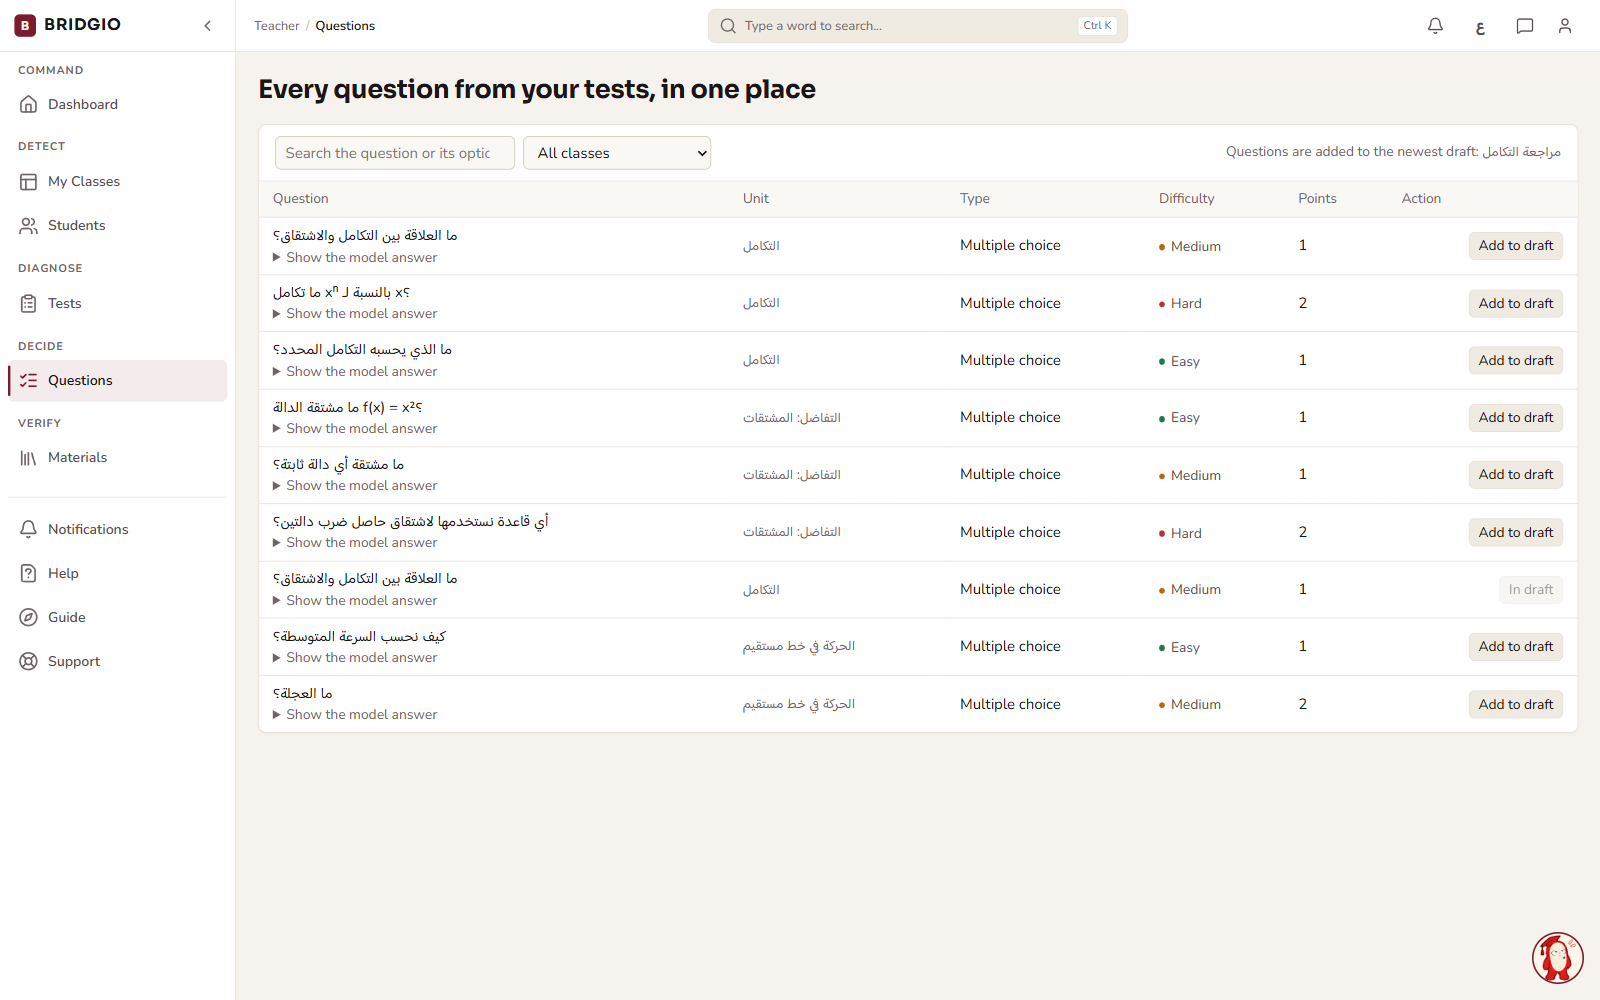 B BRIDGIO
Teacher / Questions
Type a word to search...
Ctrl K
ع
COMMAND
Dashboard
DETECT
My Classes
Students
DIAGNOSE
Tests
DECIDE
Questions
VERIFY
Materials
Notifications
Help
Guide
Support
Every question from your tests, in one place
Search the question or its optic
All classes
Questions are added to the newest draft: مراجعة التكامل
Question Unit Type Difficulty Points Action
ما العلاقة بين التكامل والاشتقاق؟
Show the model answer
التكامل Multiple choice Medium 1 Add to draft
ما تكامل xⁿ بالنسبة لـ x؟
Show the model answer
التكامل Multiple choice Hard 2 Add to draft
ما الذي يحسبه التكامل المحدد؟
Show the model answer
التكامل Multiple choice Easy 1 Add to draft
ما مشتقة الدالة f(x) = x²؟
Show the model answer
التفاضل: المشتقات Multiple choice Easy 1 Add to draft
ما مشتقة أي دالة ثابتة؟
Show the model answer
التفاضل: المشتقات Multiple choice Medium 1 Add to draft
أي قاعدة نستخدمها لاشتقاق حاصل ضرب دالتين؟
Show the model answer
التفاضل: المشتقات Multiple choice Hard 2 Add to draft
ما العلاقة بين التكامل والاشتقاق؟
Show the model answer
التكامل Multiple choice Medium 1 In draft
كيف نحسب السرعة المتوسطة؟
Show the model answer
الحركة في خط مستقيم Multiple choice Easy 1 Add to draft
ما العجلة؟
Show the model answer
الحركة في خط مستقيم Multiple choice Medium 2 Add to draft